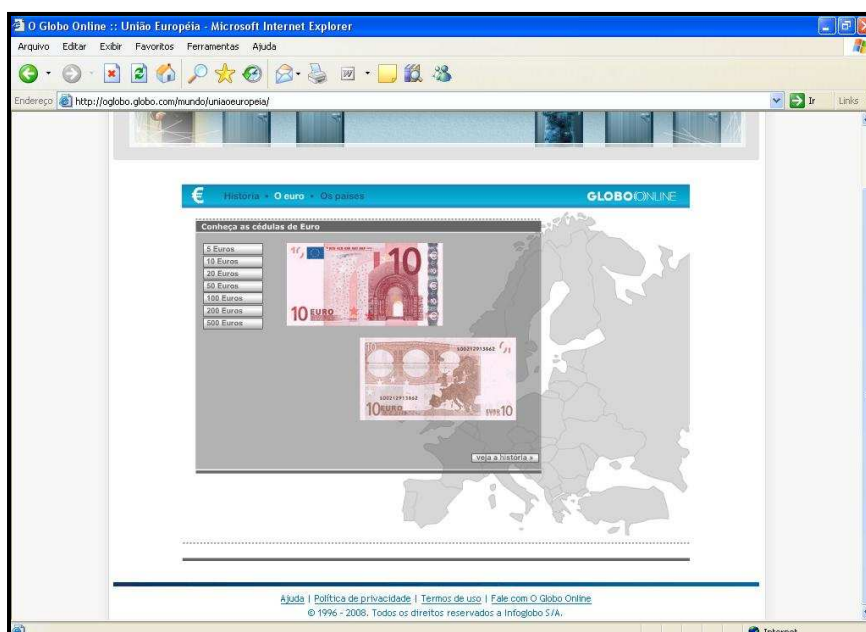 O Globo Online :: União Européia - Microsoft Internet Explorer
Arquivo Editar Exibir Favoritos Ferramentas Ajuda
Endereço http://oglobo.globo.com/mundo/uniaoeuropeia/ Ir Links
€ História • O euro • Os países GLOBO ONLINE
Conheça as cédulas de Euro
5 Euros
10 Euros
20 Euros
50 Euros
100 Euros
200 Euros
500 Euros
10
10 EURO
10 EURO
10
veja a história »
Ajuda | Política de privacidade | Termos de uso | Fale com O Globo Online
© 1996 - 2008. Todos os direitos reservados a Infoglobo S/A.
Internet